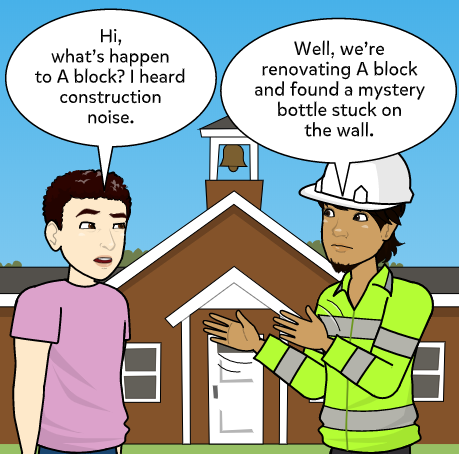 Hi,
what's happen
to A block? I heard
construction
noise.
Well, we're
renovating A block
and found a mystery
bottle stuck on
the wall.